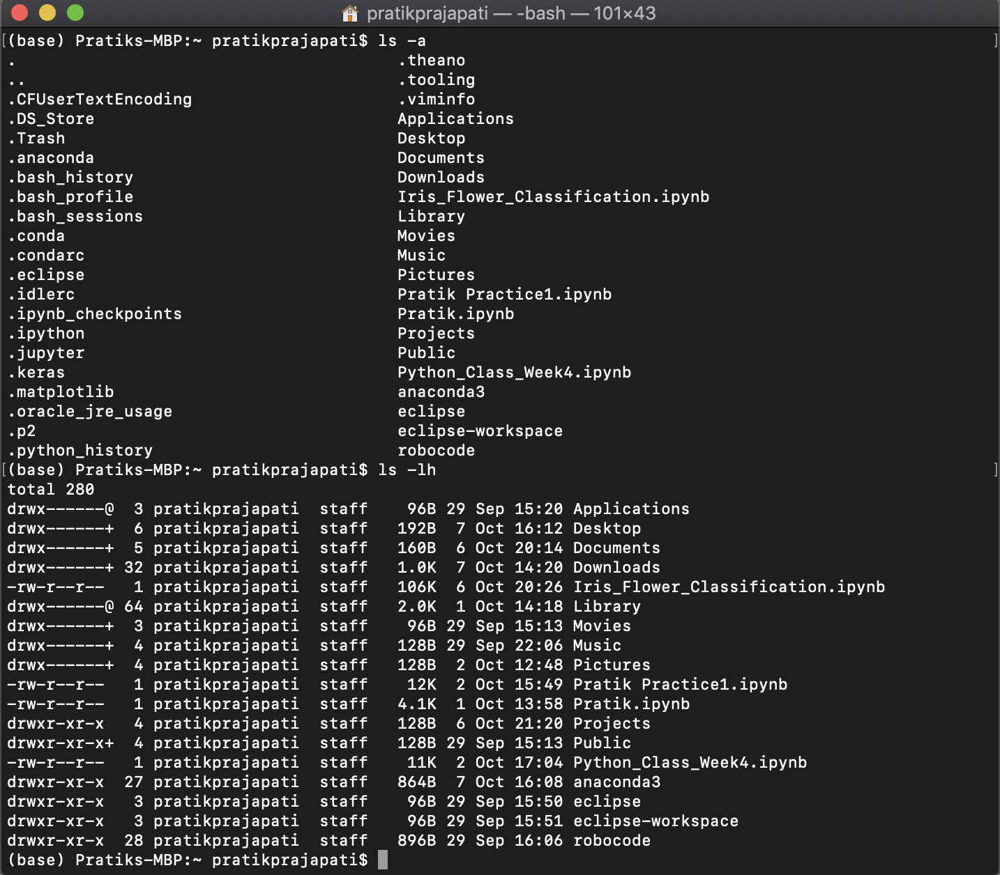 pratikprajapati — -bash — 101×43
[(base) Pratiks-MBP:~ pratikprajapati$ ls -a ]
.                                       .theano
..                                      .tooling
.CFUserTextEncoding                     .viminfo
.DS_Store                               Applications
.Trash                                  Desktop
.anaconda                               Documents
.bash_history                           Downloads
.bash_profile                           Iris_Flower_Classification.ipynb
.bash_sessions                          Library
.conda                                  Movies
.condarc                                Music
.eclipse                                Pictures
.idlerc                                 Pratik Practice1.ipynb
.ipynb_checkpoints                      Pratik.ipynb
.ipython                                Projects
.jupyter                                Public
.keras                                  Python_Class_Week4.ipynb
.matplotlib                             anaconda3
.oracle_jre_usage                       eclipse
.p2                                     eclipse-workspace
.python_history                         robocode
[(base) Pratiks-MBP:~ pratikprajapati$ ls -lh ]
total 280
drwx------@  3 pratikprajapati  staff    96B 29 Sep 15:20 Applications
drwx------+  6 pratikprajapati  staff   192B  7 Oct 16:12 Desktop
drwx------+  5 pratikprajapati  staff   160B  6 Oct 20:14 Documents
drwx------+ 32 pratikprajapati  staff   1.0K  7 Oct 14:20 Downloads
-rw-r--r--   1 pratikprajapati  staff   106K  6 Oct 20:26 Iris_Flower_Classification.ipynb
drwx------@ 64 pratikprajapati  staff   2.0K  1 Oct 14:18 Library
drwx------+  3 pratikprajapati  staff    96B 29 Sep 15:13 Movies
drwx------+  4 pratikprajapati  staff   128B 29 Sep 22:06 Music
drwx------+  4 pratikprajapati  staff   128B  2 Oct 12:48 Pictures
-rw-r--r--   1 pratikprajapati  staff    12K  2 Oct 15:49 Pratik Practice1.ipynb
-rw-r--r--   1 pratikprajapati  staff   4.1K  1 Oct 13:58 Pratik.ipynb
drwxr-xr-x   4 pratikprajapati  staff   128B  6 Oct 21:20 Projects
drwxr-xr-x+  4 pratikprajapati  staff   128B 29 Sep 15:13 Public
-rw-r--r--   1 pratikprajapati  staff    11K  2 Oct 17:04 Python_Class_Week4.ipynb
drwxr-xr-x  27 pratikprajapati  staff   864B  7 Oct 16:08 anaconda3
drwxr-xr-x   3 pratikprajapati  staff    96B 29 Sep 15:50 eclipse
drwxr-xr-x   3 pratikprajapati  staff    96B 29 Sep 15:51 eclipse-workspace
drwxr-xr-x  28 pratikprajapati  staff   896B 29 Sep 16:06 robocode
(base) Pratiks-MBP:~ pratikprajapati$